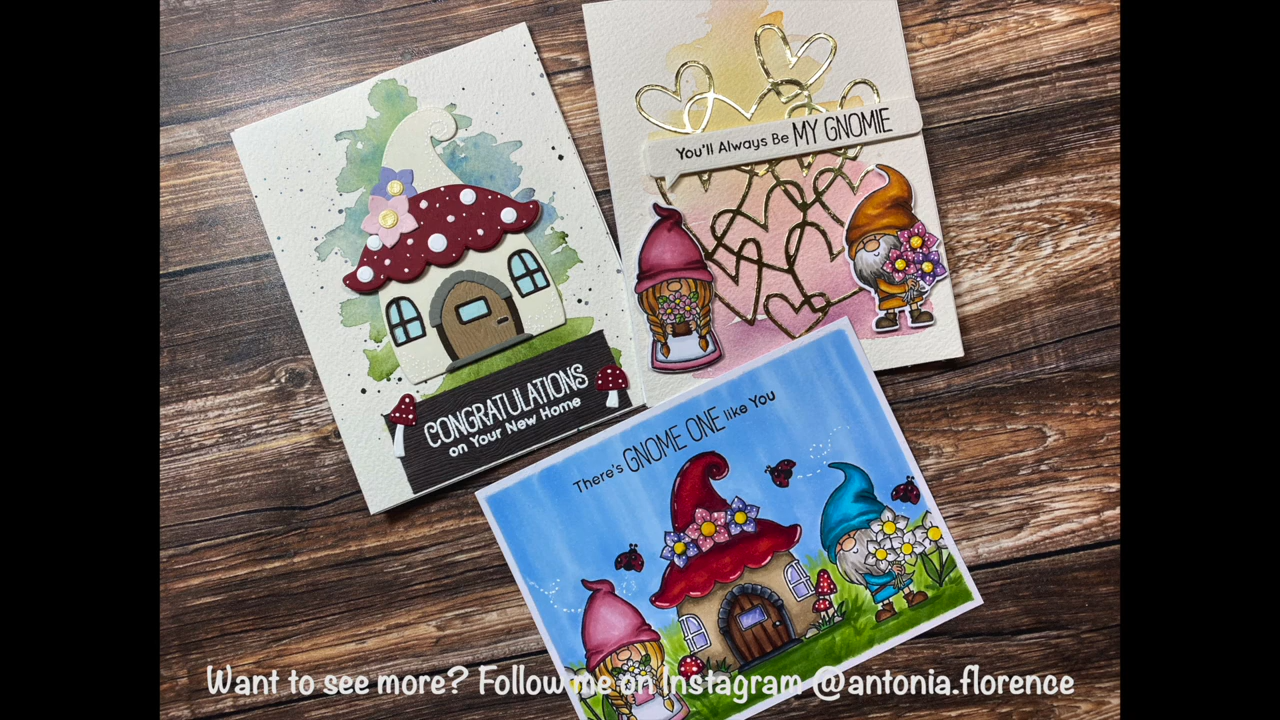 You'll Always Be MY GNOMIE
CONGRATULATIONS
on Your New Home
There's GNOME ONE like You
Want to see more? Follow me on Instagram @antonia.florence